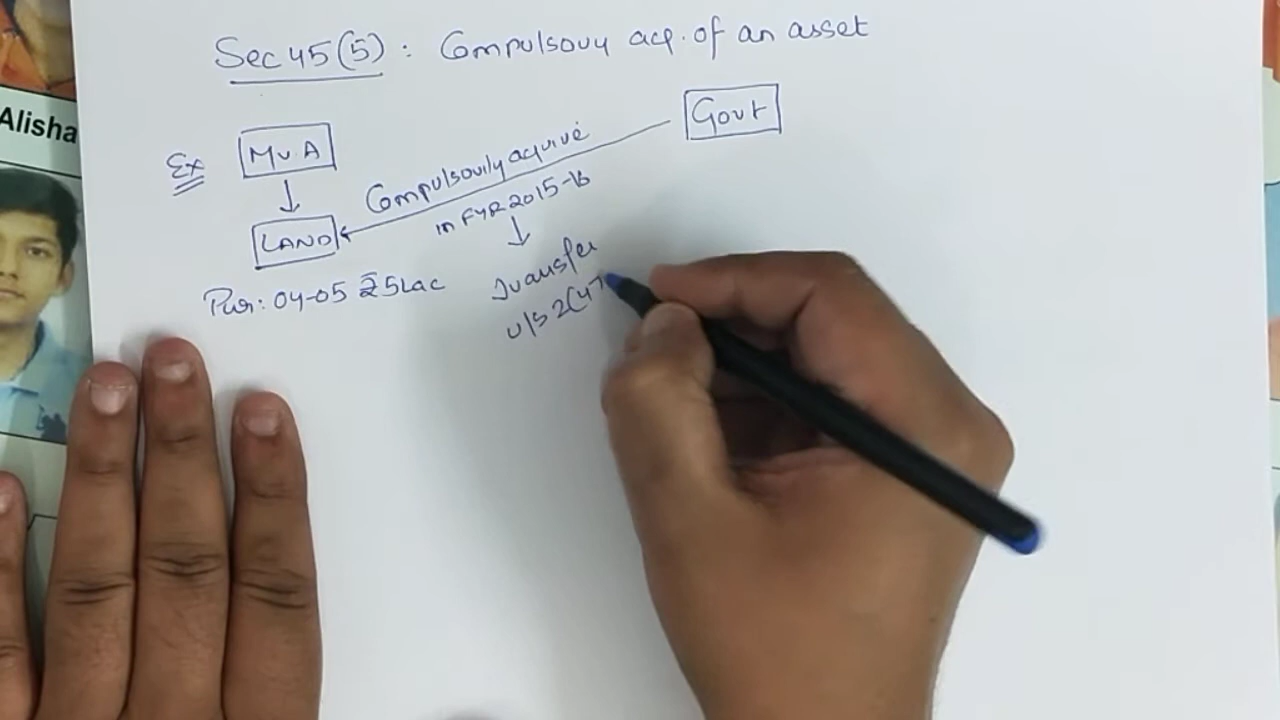 Sec 45(5) : Compulsory acq. of an asset
Alisha
Govt
Ex
Mr. A
Compulsorily acquire
LAND
in FYR 2015-16
Pur: 04-05 @ 5Lac
Transfer
u/s 2(47